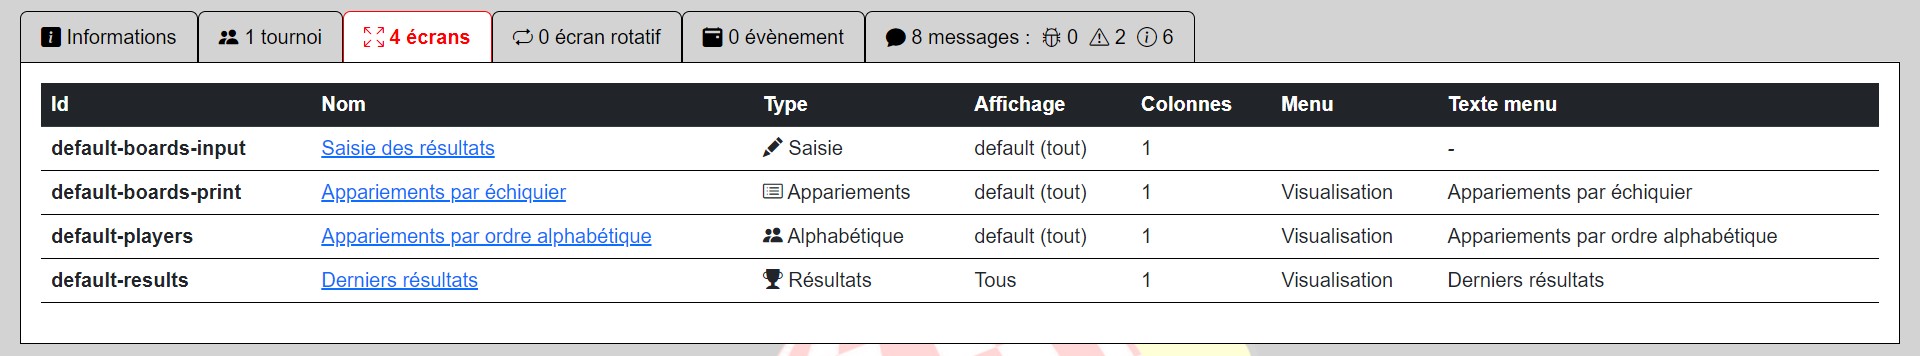 Informations 1 tournoi 4 écrans 0 écran rotatif 0 évènement 8 messages : 0 2 6
Id Nom Type Affichage Colonnes Menu Texte menu
default-boards-input Saisie des résultats Saisie default (tout) 1 -
default-boards-print Appariements par échiquier Appariements default (tout) 1 Visualisation Appariements par échiquier
default-players Appariements par ordre alphabétique Alphabétique default (tout) 1 Visualisation Appariements par ordre alphabétique
default-results Derniers résultats Résultats Tous 1 Visualisation Derniers résultats